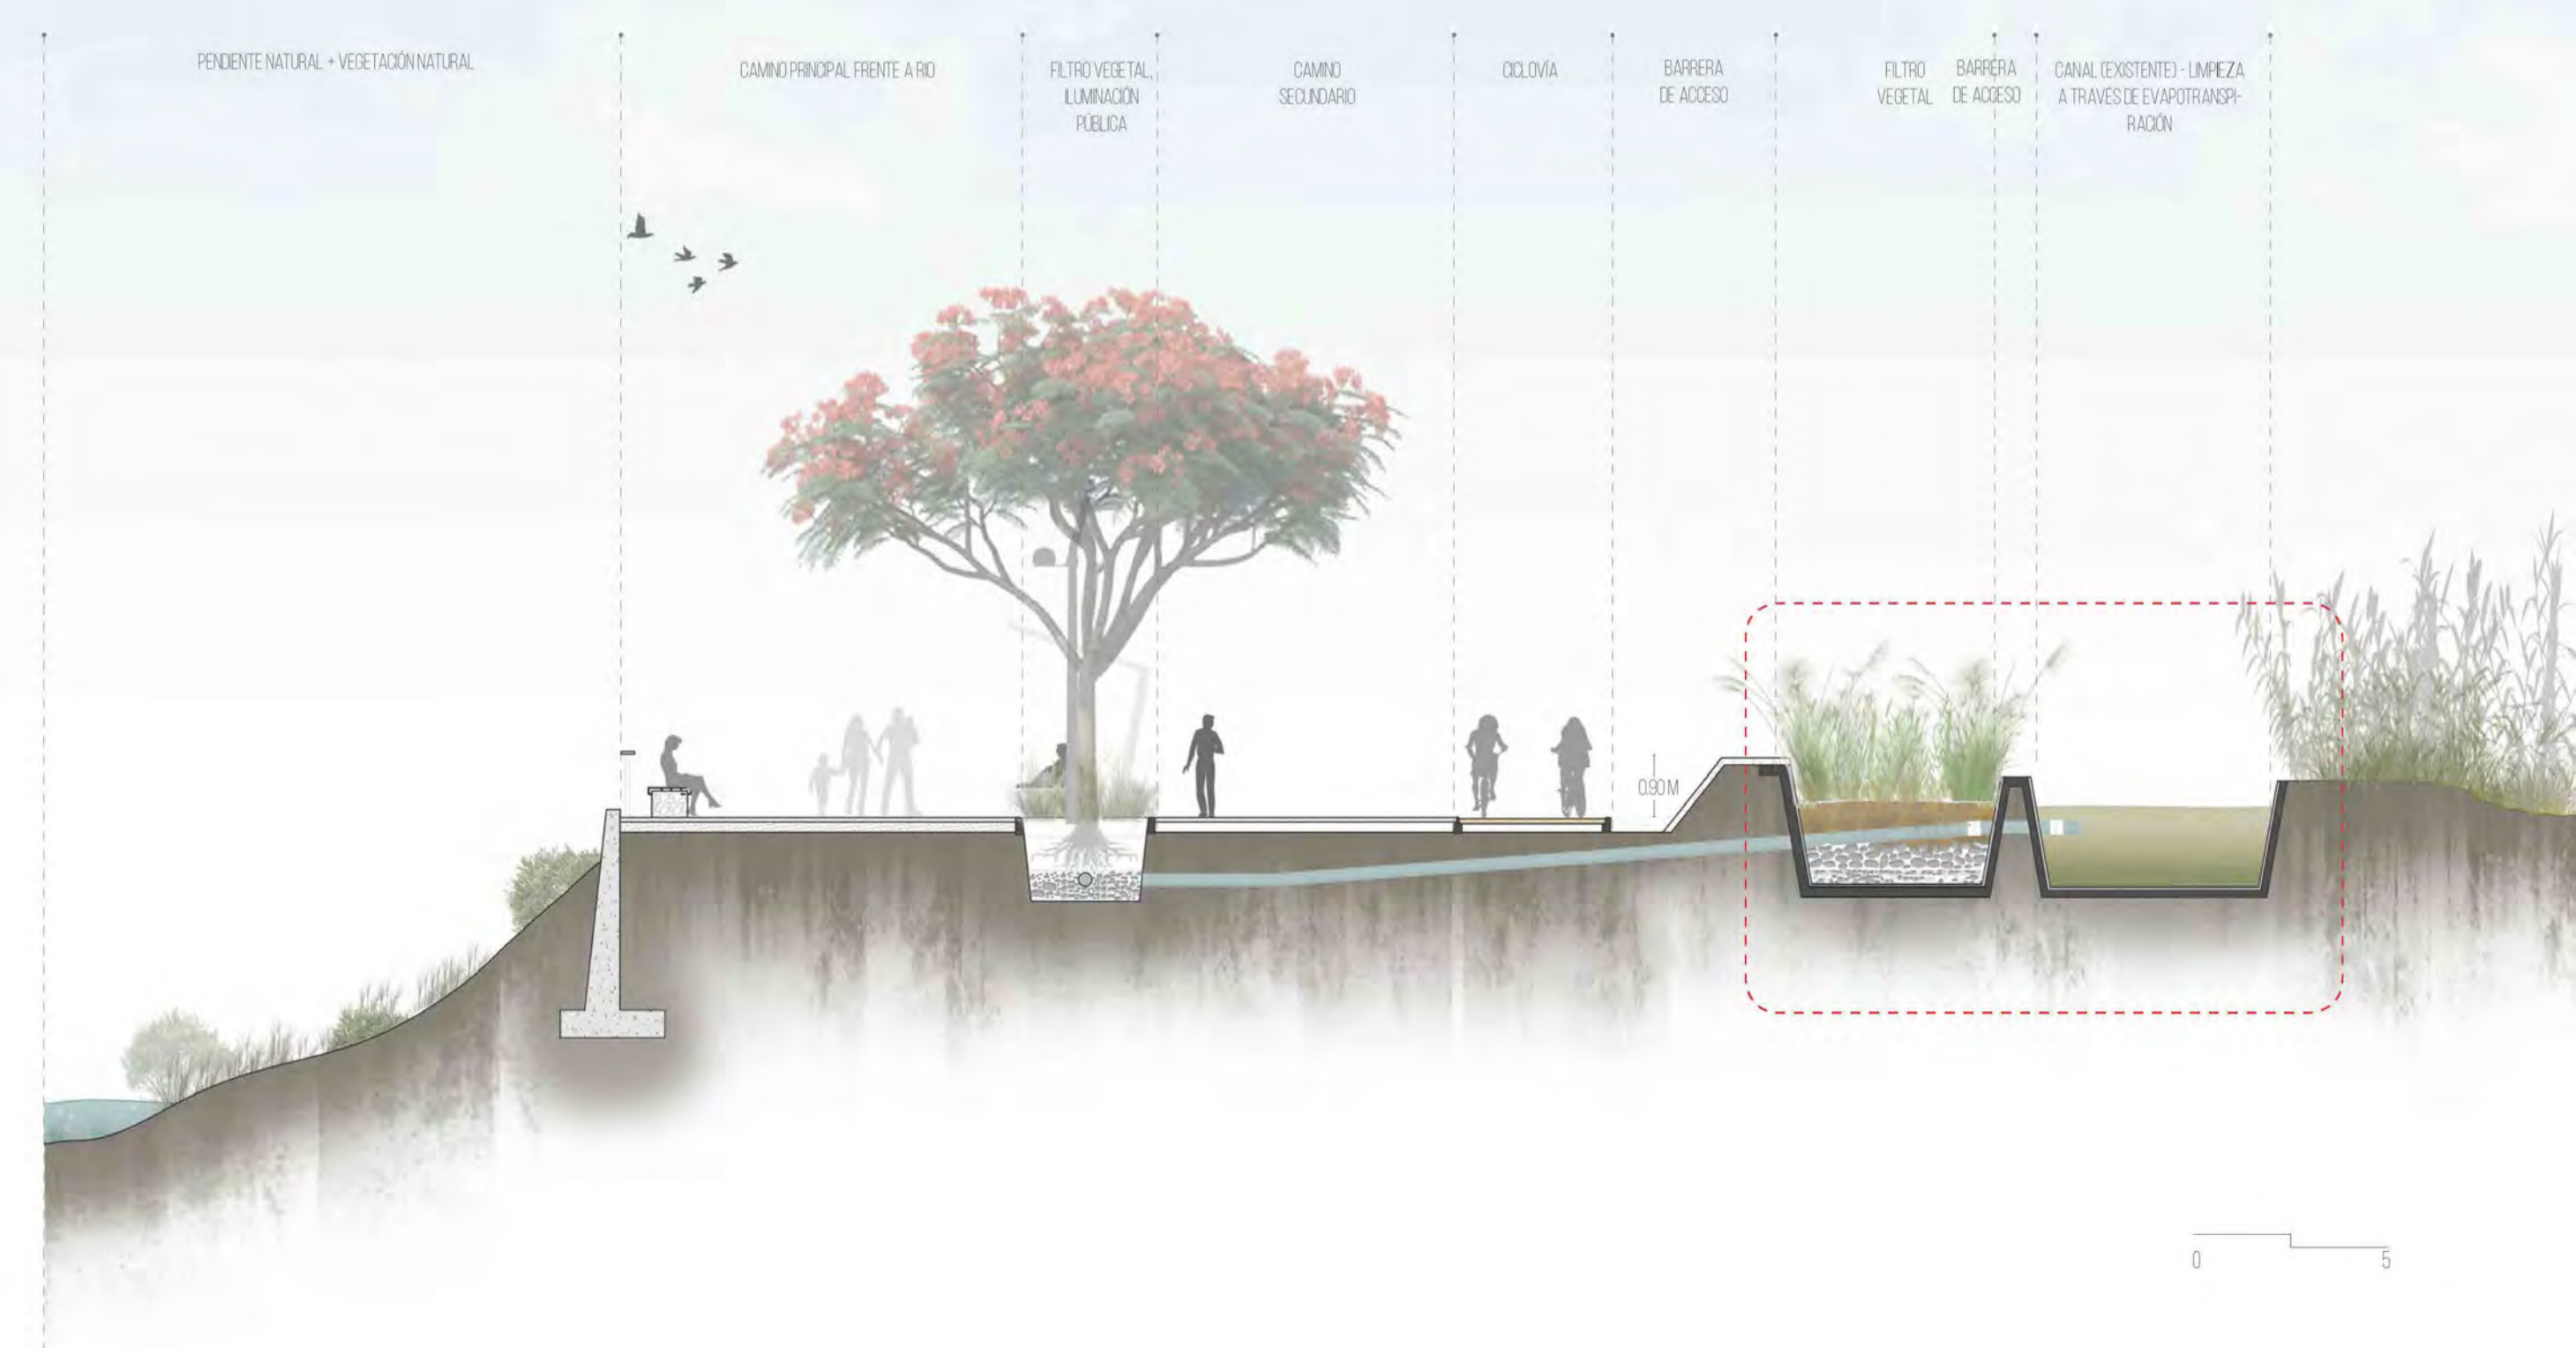 PENDIENTE NATURAL + VEGETACIÓN NATURAL
CAMINO PRINCIPAL FRENTE A RIO
FILTRO VEGETAL,
ILUMINACIÓN
PÚBLICA
CAMINO
SECUNDARIO
CICLOVÍA
BARRERA
DE ACCESO
FILTRO
VEGETAL
BARRERA
DE ACCESO
CANAL (EXISTENTE) - LIMPIEZA
A TRAVÉS DE EVAPOTRANSPI-
RACIÓN
0.90 M
0 5